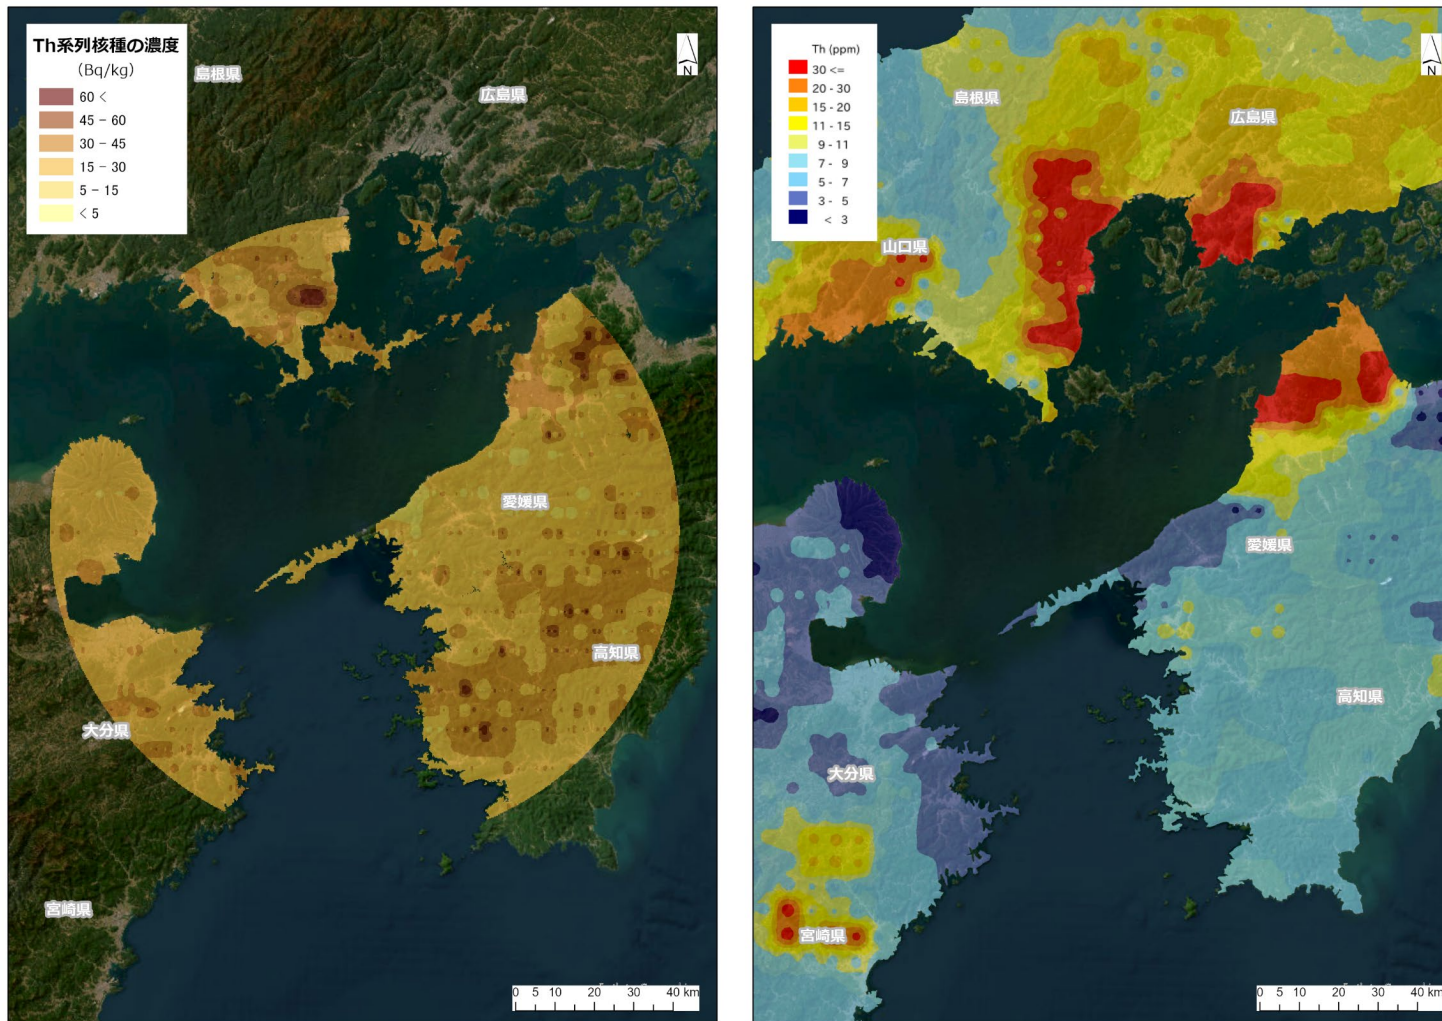 Th系列核種の濃度
（Bq/kg）
60 <
45 − 60
30 − 45
15 − 30
5 − 15
< 5
N
島根県
広島県
愛媛県
高知県
大分県
宮崎県
0 5 10 20 30 40 km
Th (ppm)
30 <=
20 - 30
15 - 20
11 - 15
9 - 11
7 - 9
5 - 7
3 - 5
< 3
N
島根県
広島県
山口県
愛媛県
高知県
大分県
宮崎県
0 5 10 20 30 40 km